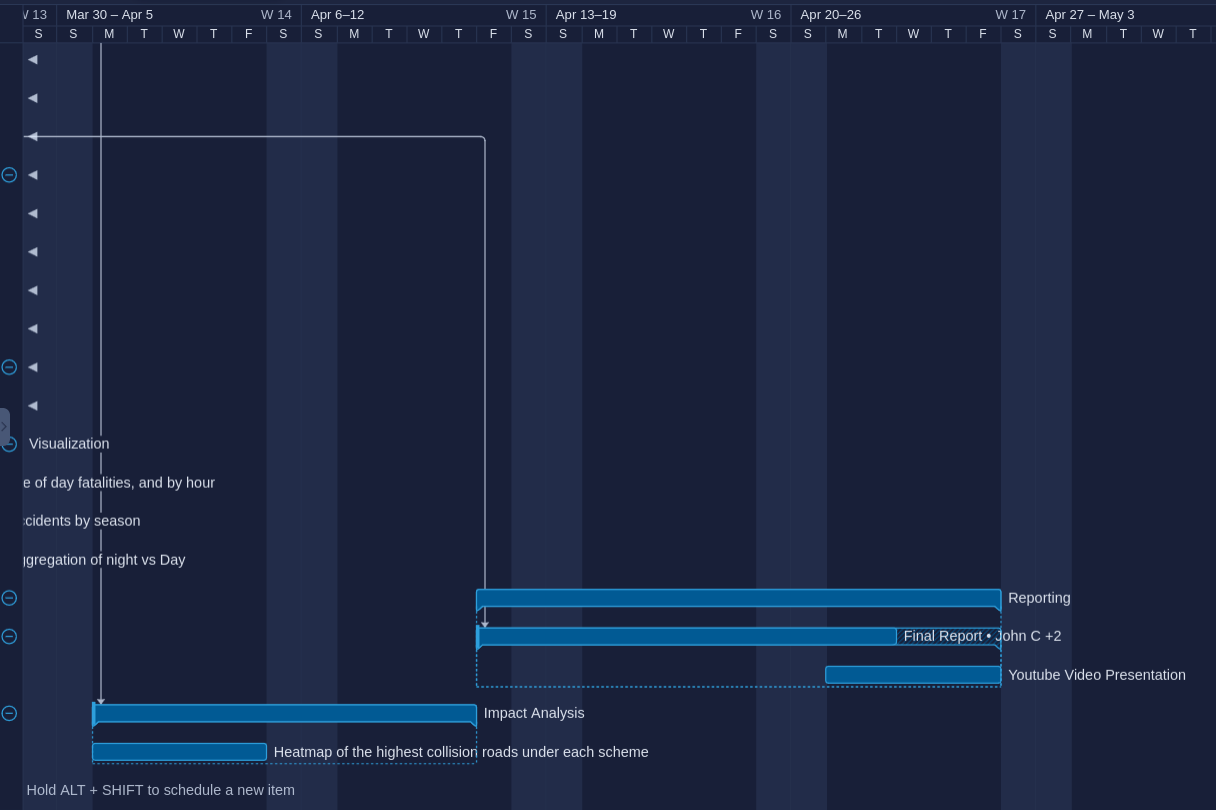 W 13 Mar 30 – Apr 5 W 14 Apr 6–12 W 15 Apr 13–19 W 16 Apr 20–26 W 17 Apr 27 – May 3
S S M T W T F S S M T W T F S S M T W T F S S M T W T F S S M T W T
Visualization
e of day fatalities, and by hour
ccidents by season
ggregation of night vs Day
Reporting
Final Report • John C +2
Youtube Video Presentation
Impact Analysis
Heatmap of the highest collision roads under each scheme
Hold ALT + SHIFT to schedule a new item